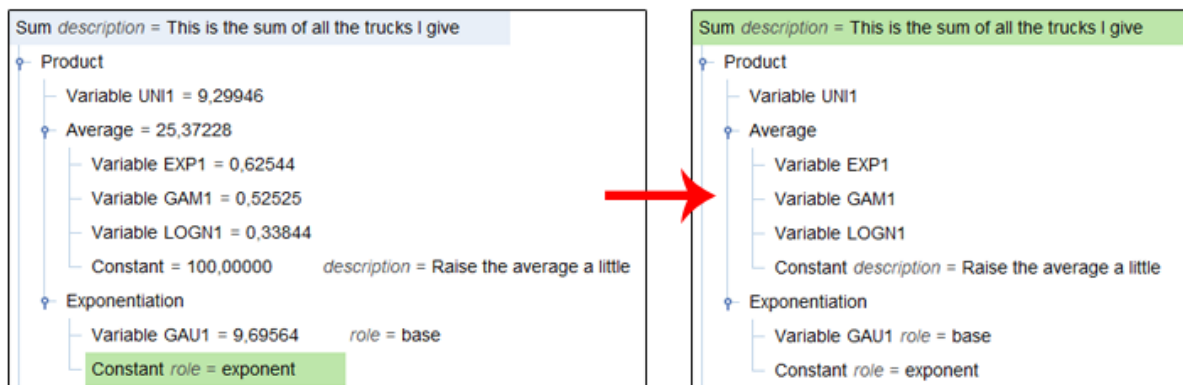 Sum description = This is the sum of all the trucks I give
Product
Variable UNI1 = 9,29946
Average = 25,37228
Variable EXP1 = 0,62544
Variable GAM1 = 0,52525
Variable LOGN1 = 0,33844
Constant = 100,00000 description = Raise the average a little
Exponentiation
Variable GAU1 = 9,69564 role = base
Constant role = exponent
Sum description = This is the sum of all the trucks I give
Product
Variable UNI1
Average
Variable EXP1
Variable GAM1
Variable LOGN1
Constant description = Raise the average a little
Exponentiation
Variable GAU1 role = base
Constant role = exponent